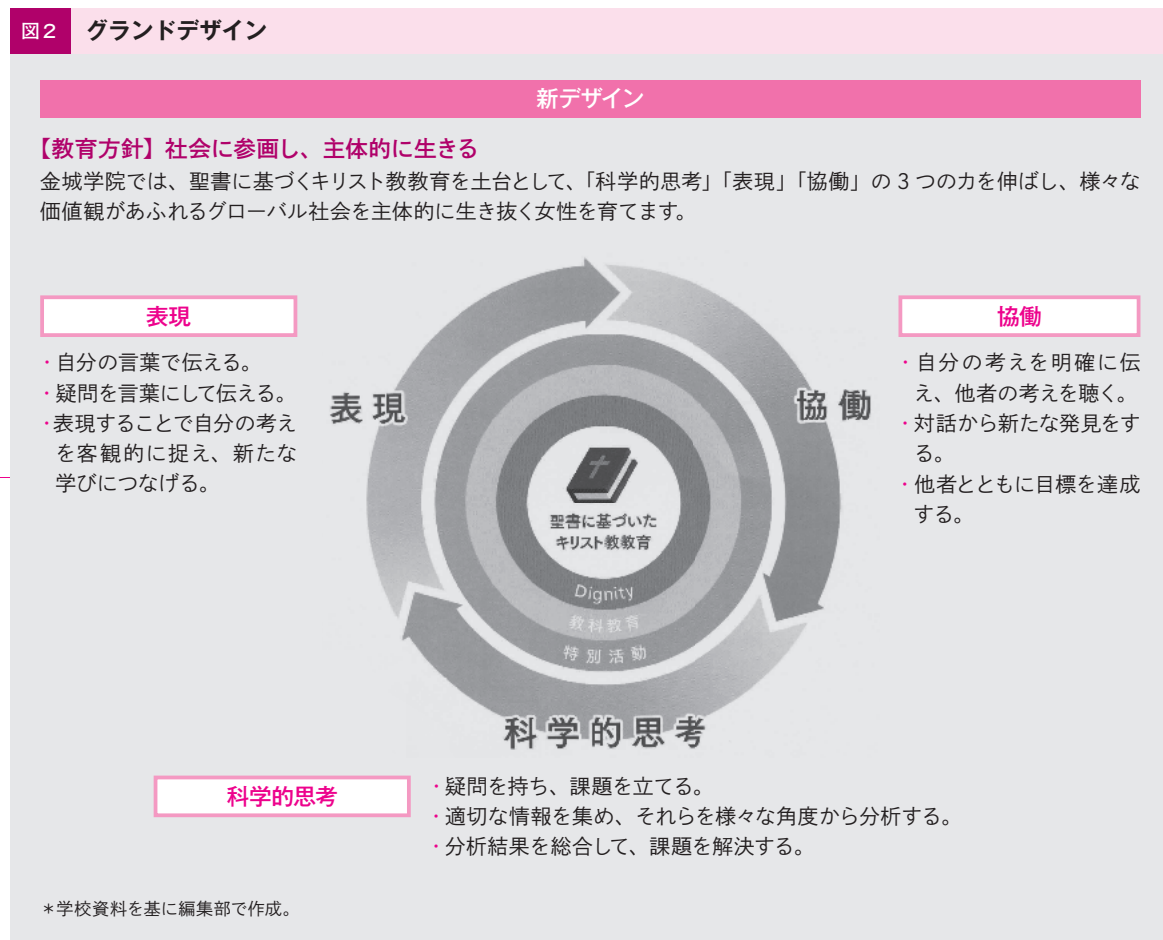 図2 グランドデザイン
新デザイン
【教育方針】社会に参画し、主体的に生きる
金城学院では、聖書に基づくキリスト教教育を土台として、「科学的思考」「表現」「協働」の3つの力を伸ばし、様々な
価値観があふれるグローバル社会を主体的に生き抜く女性を育てます。
表現
・自分の言葉で伝える。
・疑問を言葉にして伝える。
・表現することで自分の考え
を客観的に捉え、新たな
学びにつなげる。
協働
・自分の考えを明確に伝
え、他者の考えを聴く。
・対話から新たな発見をす
る。
・他者とともに目標を達成
する。
表現
協働
聖書に基づいた
キリスト教教育
Dignity
教科教育
特別活動
科学的思考
科学的思考
・疑問を持ち、課題を立てる。
・適切な情報を集め、それらを様々な角度から分析する。
・分析結果を総合して、課題を解決する。
＊学校資料を基に編集部で作成。